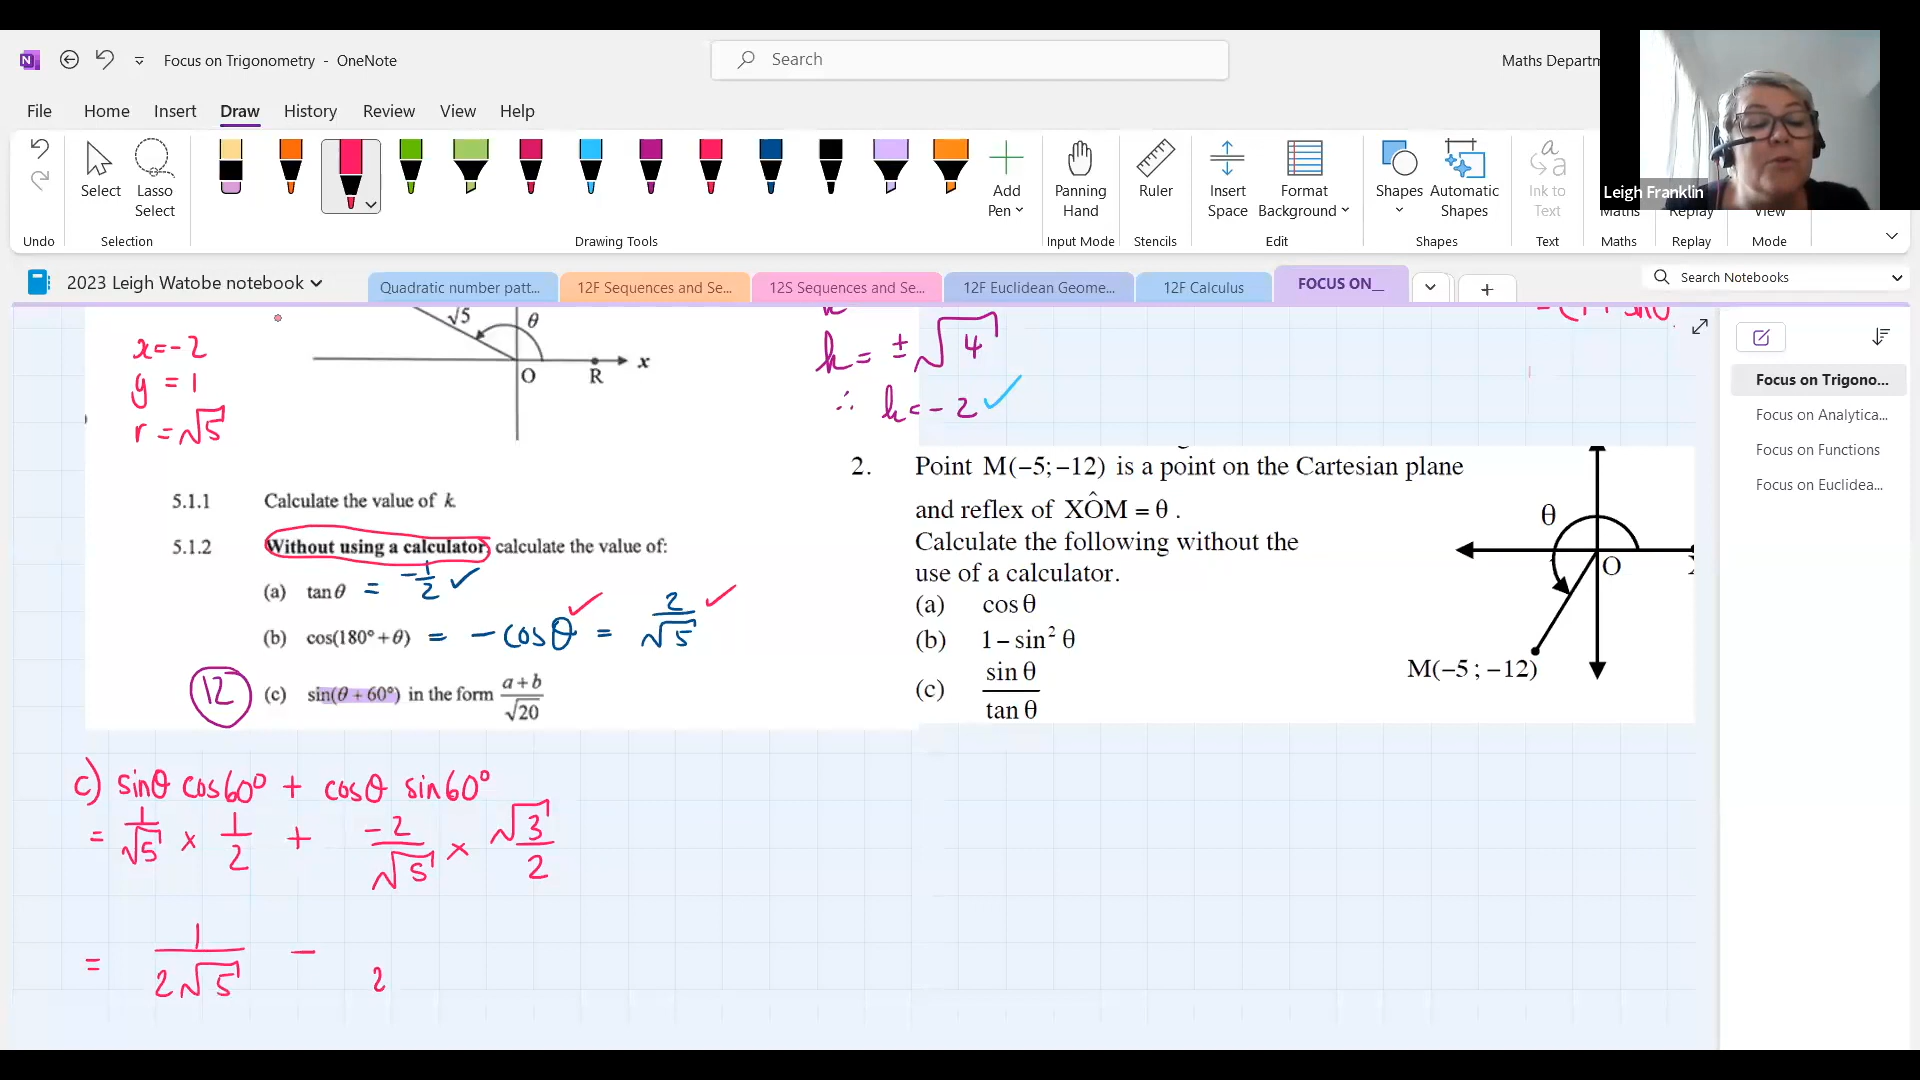 Focus on Trigonometry - OneNote
Search
Maths Departm
Leigh Franklin
File Home Insert Draw History Review View Help
Select
Lasso Select
Add Pen
Panning Hand
Ruler
Insert Space
Format Background
Shapes
Automatic Shapes
Ink to Text
Maths
Replay
View
Undo
Selection
Drawing Tools
Input Mode
Stencils
Edit
Shapes
Text
Maths
Replay
Mode
2023 Leigh Watobe notebook
Quadratic number patt...
12F Sequences and Se...
12S Sequences and Se...
12F Euclidean Geome...
12F Calculus
FOCUS ON__
Search Notebooks
Focus on Trigono...
Focus on Analytica...
Focus on Functions
Focus on Euclidea...
x = -2
y = 1
r = √5
√5
θ
x
O
R
k = ±√4
∴ k = -2 ✓
5.1.1 Calculate the value of k.
5.1.2 Without using a calculator, calculate the value of:
(a) tan θ = -1/2 ✓
(b) cos(180° + θ) = -cosθ ✓ = 2/√5 ✓
12
(c) sin(θ + 60°) in the form (a + b)/√20
c) sinθ cos60° + cosθ sin60°
= 1/√5 × 1/2 + -2/√5 × √3/2
= 1/2√5 - 2
2. Point M(−5; −12) is a point on the Cartesian plane
and reflex of XÔM = θ .
Calculate the following without the
use of a calculator.
(a) cos θ
(b) 1 − sin² θ
(c) sin θ/tan θ
θ
O
M(−5 ; −12)